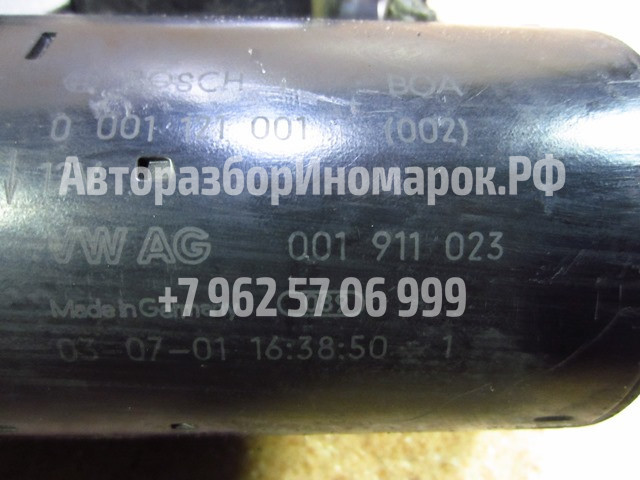 BOSCH BOA
0 001 121 001 (002)
АвторазборИномарок.РФ
VW AG 001 911 023
Made in Germany
+7 962 57 06 999
03-07-01 16:38:50 1